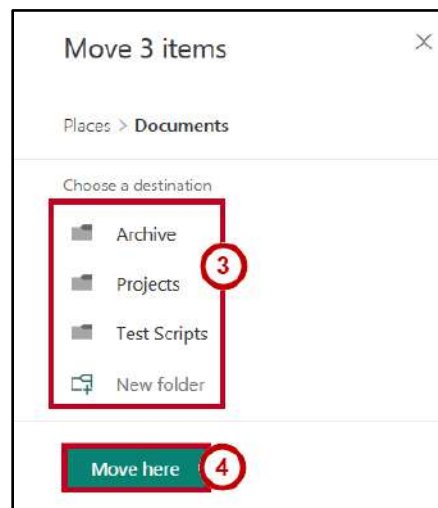 Move 3 items
Places > Documents
Choose a destination
Archive
3
Projects
Test Scripts
New folder
Move here 4